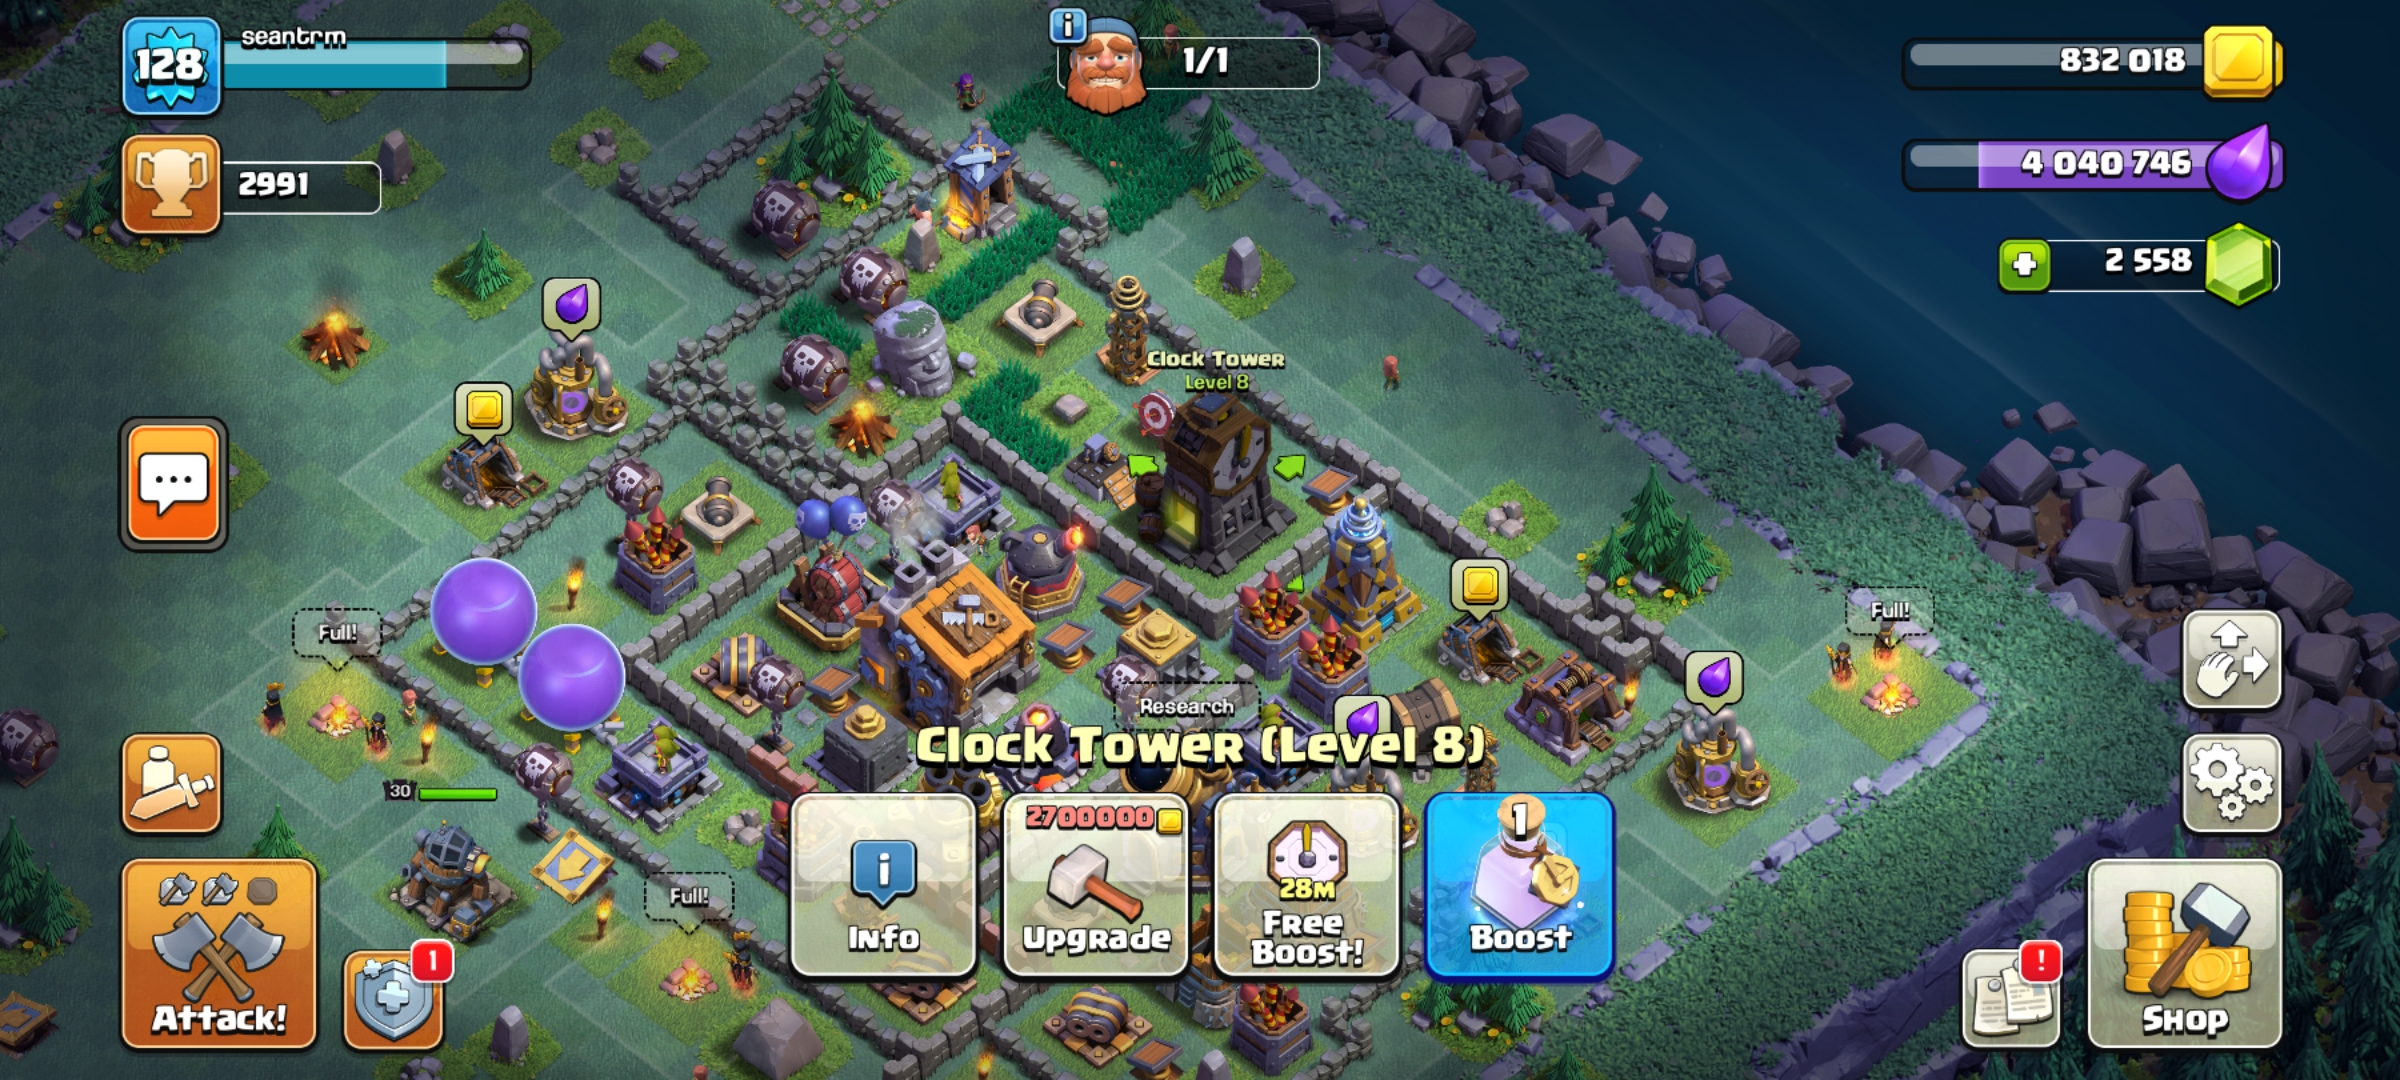 seantrm
128
1/1
832 018
2991
4 040 746
2 558
Clock Tower
Level 8
Full!
Full!
Research
Clock Tower (Level 8)
30
2700000
1
28M
Full!
Info
Upgrade
Free
Boost!
Boost
1
!
Attack!
Shop